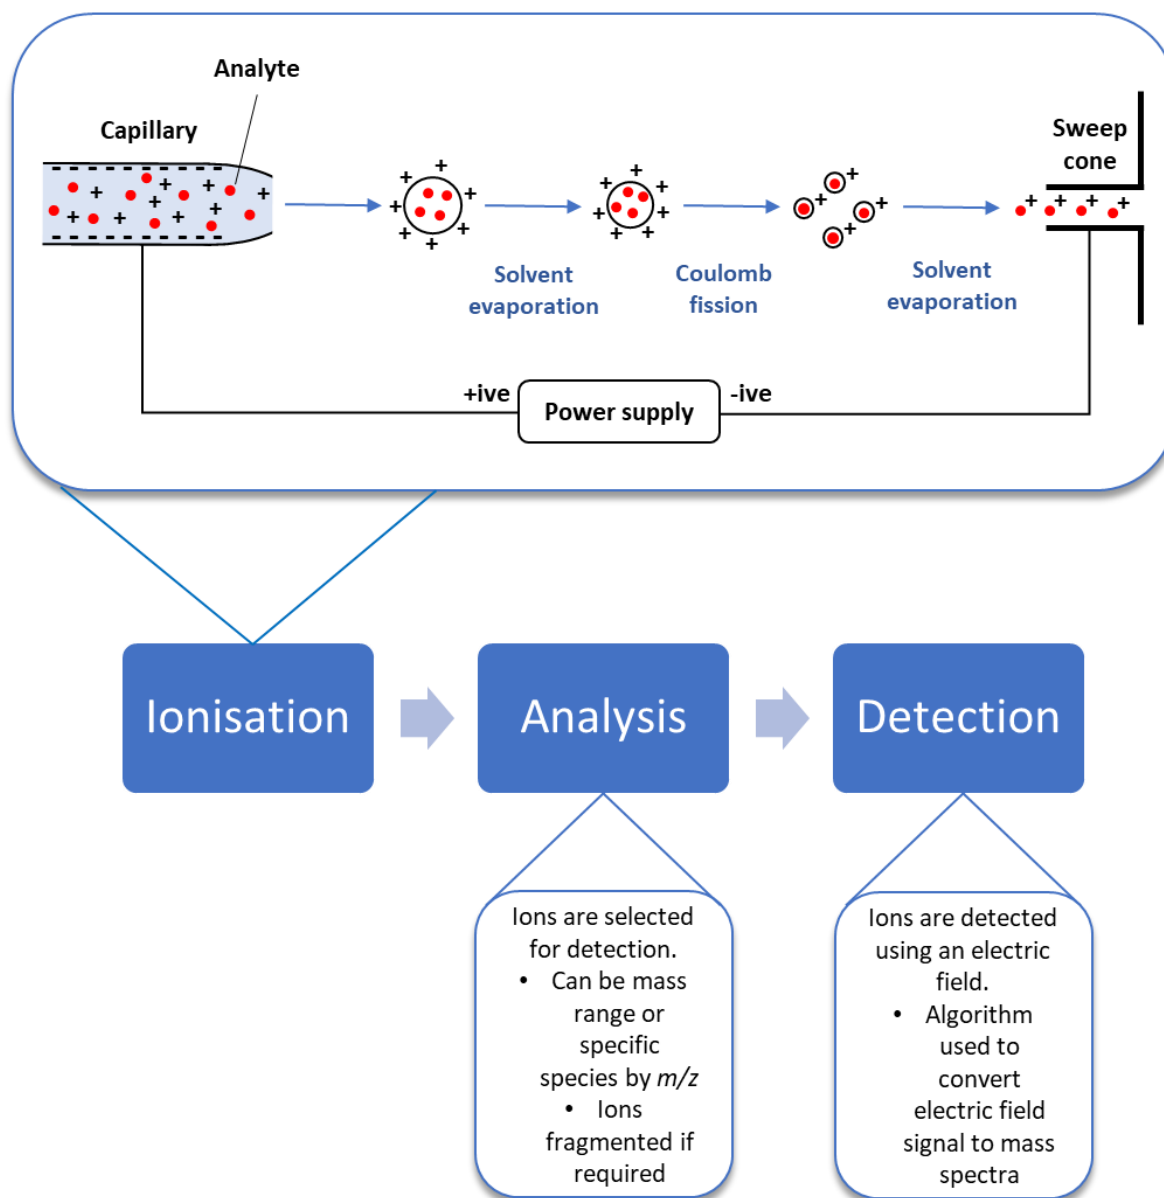 Analyte
Capillary
Sweep
cone
Solvent
evaporation
Coulomb
fission
Solvent
evaporation
+ive
Power supply
-ive
Ionisation
Analysis
Detection
Ions are selected
for detection.
• Can be mass
range or
specific
species by m/z
• Ions
fragmented if
required
Ions are detected
using an electric
field.
• Algorithm
used to
convert
electric field
signal to mass
spectra